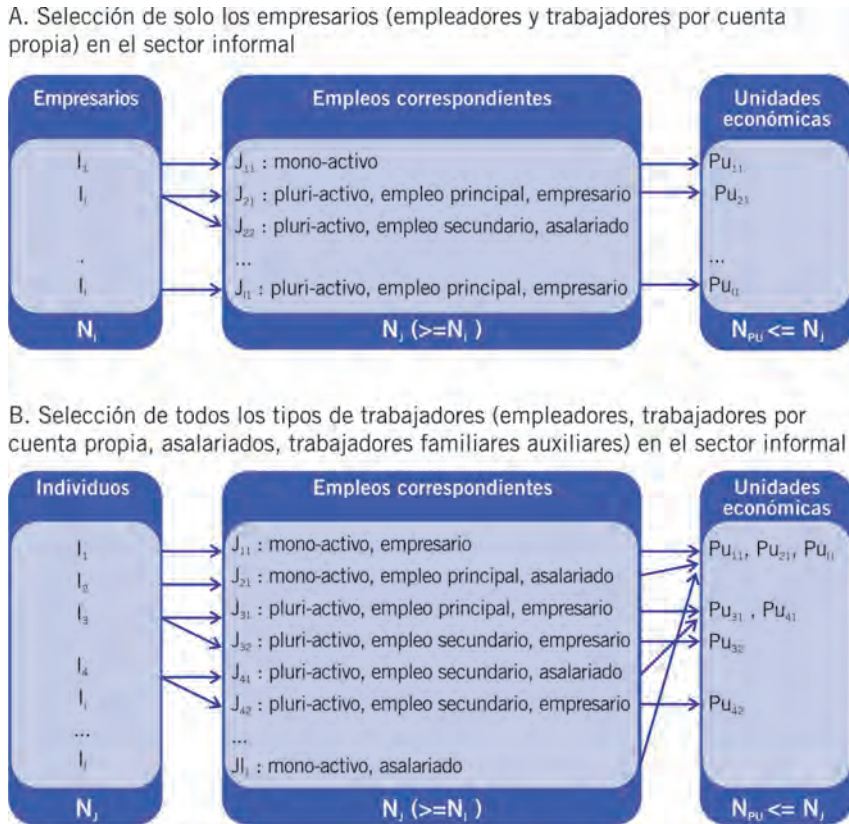 A. Selección de solo los empresarios (empleadores y trabajadores por cuenta
propia) en el sector informal
Empresarios
Empleos correspondientes
Unidades
económicas
I₁
J₁₁ : mono-activo
Pu₁₁
Iᵢ
J₂₁ : pluri-activo, empleo principal, empresario
Pu₂₁
J₂₂ : pluri-activo, empleo secundario, asalariado
.
...
...
Iᵢ
Jᵢ₁ : pluri-activo, empleo principal, empresario
Puᵢ₁
Nᵢ
Nⱼ (>=Nᵢ )
Nₚᵤ <= Nⱼ
B. Selección de todos los tipos de trabajadores (empleadores, trabajadores por
cuenta propia, asalariados, trabajadores familiares auxiliares) en el sector informal
Individuos
Empleos correspondientes
Unidades
económicas
I₁
J₁₁ : mono-activo, empresario
Pu₁₁, Pu₂₁, Puᵢ₁
I₂
J₂₁ : mono-activo, empleo principal, asalariado
I₃
J₃₁ : pluri-activo, empleo principal, empresario
Pu₃₁ , Pu₄₁
J₃₂ : pluri-activo, empleo secundario, empresario
Pu₃₂
I₄
J₄₁ : pluri-activo, empleo secundario, asalariado
Iᵢ
J₄₂ : pluri-activo, empleo secundario, empresario
Pu₄₂
...
...
Iᵢ
JIᵢ : mono-activo, asalariado
Nⱼ
Nⱼ (>=Nᵢ )
Nₚᵤ <= Nⱼ